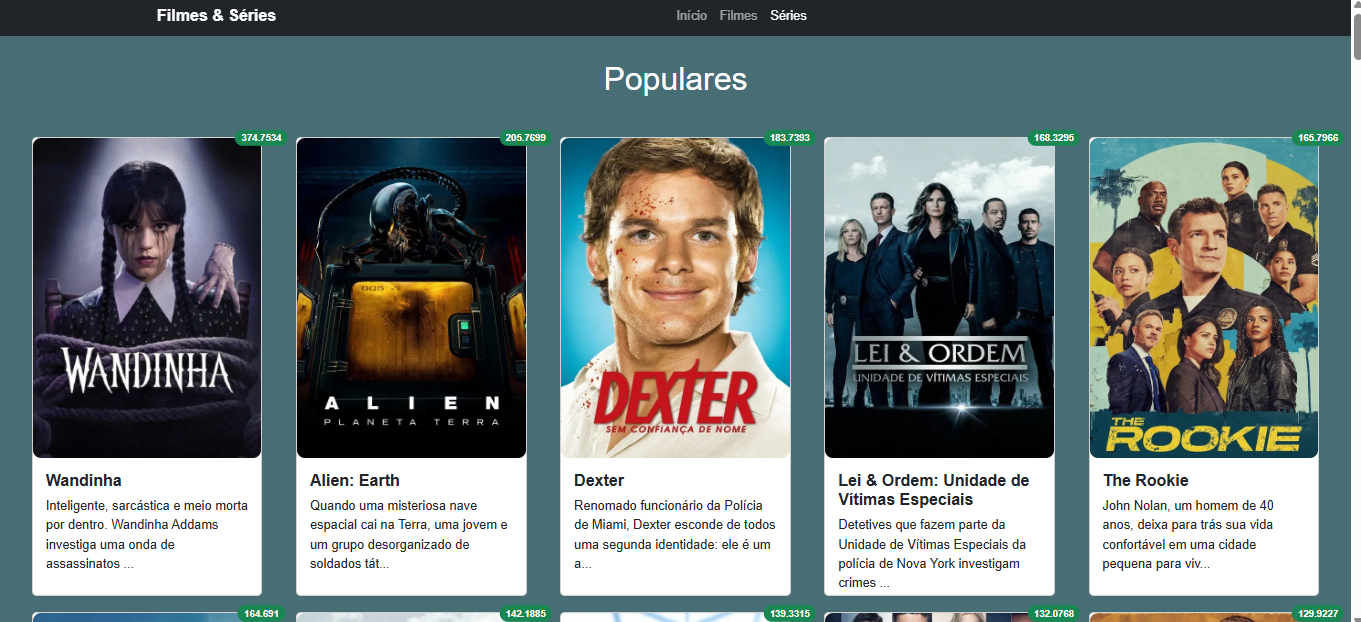 Filmes & Séries
Início Filmes Séries
Populares
374.7534
205.7699
183.7393
168.3295
165.7966
WANDINHA
005
ALIEN
PLANETA TERRA
DEXTER
SEM CONFIANÇA DE NOME
LEI & ORDEM
UNIDADE DE VÍTIMAS ESPECIAIS
THE
ROOKIE
Wandinha
Inteligente, sarcástica e meio morta
por dentro. Wandinha Addams
investiga uma onda de
assassinatos ...
Alien: Earth
Quando uma misteriosa nave
espacial cai na Terra, uma jovem e
um grupo desorganizado de
soldados tát...
Dexter
Renomado funcionário da Polícia
de Miami, Dexter esconde de todos
uma segunda identidade: ele é um
a...
Lei & Ordem: Unidade de
Vítimas Especiais
Detetives que fazem parte da
Unidade de Vítimas Especiais da
polícia de Nova York investigam
crimes ...
The Rookie
John Nolan, um homem de 40
anos, deixa para trás sua vida
confortável em uma cidade
pequena para viv...
164.691
142.1885
139.3315
132.0768
129.9227